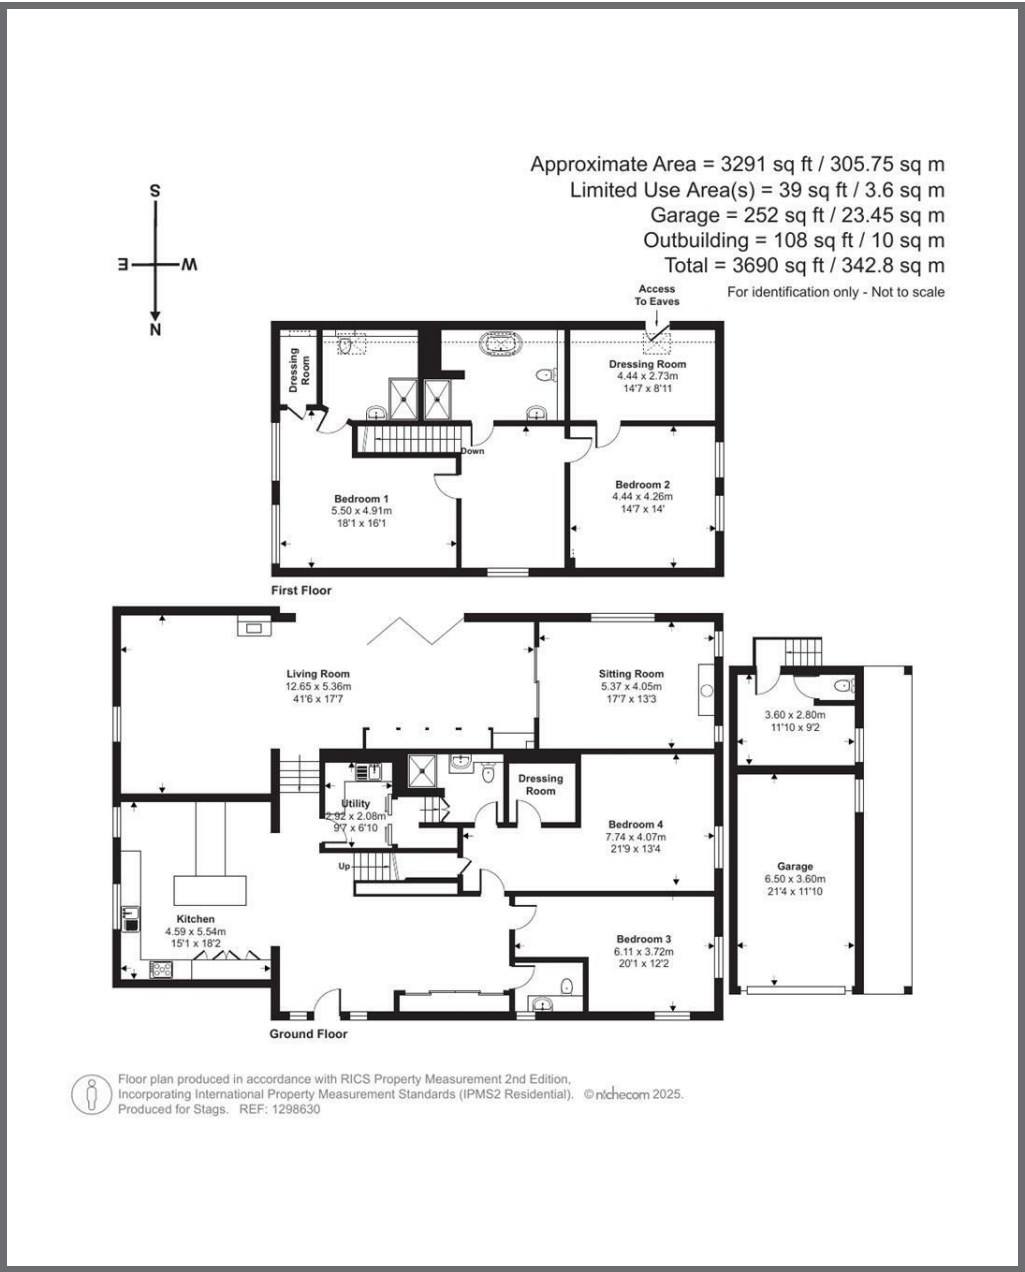 Approximate Area = 3291 sq ft / 305.75 sq m
Limited Use Area(s) = 39 sq ft / 3.6 sq m
Garage = 252 sq ft / 23.45 sq m
Outbuilding = 108 sq ft / 10 sq m
Total = 3690 sq ft / 342.8 sq m
For identification only - Not to scale
S
E
W
N
Access
To Eaves
Dressing
Room
Dressing Room
4.44 x 2.73m
14'7 x 8'11
Down
Bedroom 1
5.50 x 4.91m
18'1 x 16'1
Bedroom 2
4.44 x 4.26m
14'7 x 14'
First Floor
Living Room
12.65 x 5.36m
41'6 x 17'7
Sitting Room
5.37 x 4.05m
17'7 x 13'3
3.60 x 2.80m
11'10 x 9'2
Utility
2.92 x 2.08m
9'7 x 6'10
Dressing
Room
Bedroom 4
7.74 x 4.07m
21'9 x 13'4
Up
Garage
6.50 x 3.60m
21'4 x 11'10
Kitchen
4.59 x 5.54m
15'1 x 18'2
Bedroom 3
6.11 x 3.72m
20'1 x 12'2
Ground Floor
Floor plan produced in accordance with RICS Property Measurement 2nd Edition,
Incorporating International Property Measurement Standards (IPMS2 Residential). © nichecom 2025.
Produced for Stags. REF: 1298630